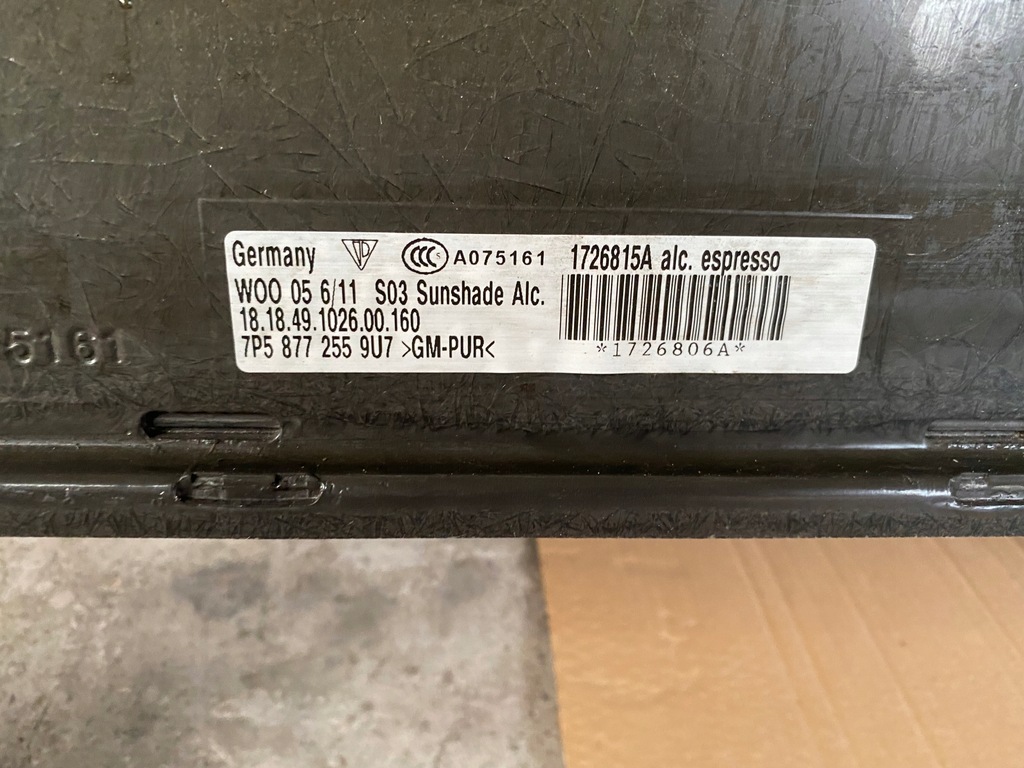 Germany CCC S A075161 1726815A alc. espresso
WOO 05 6/11 S03 Sunshade Alc.
18.18.49.1026.00.160
7P5 877 255 9U7 >GM-PUR<
*1726806A*
5161